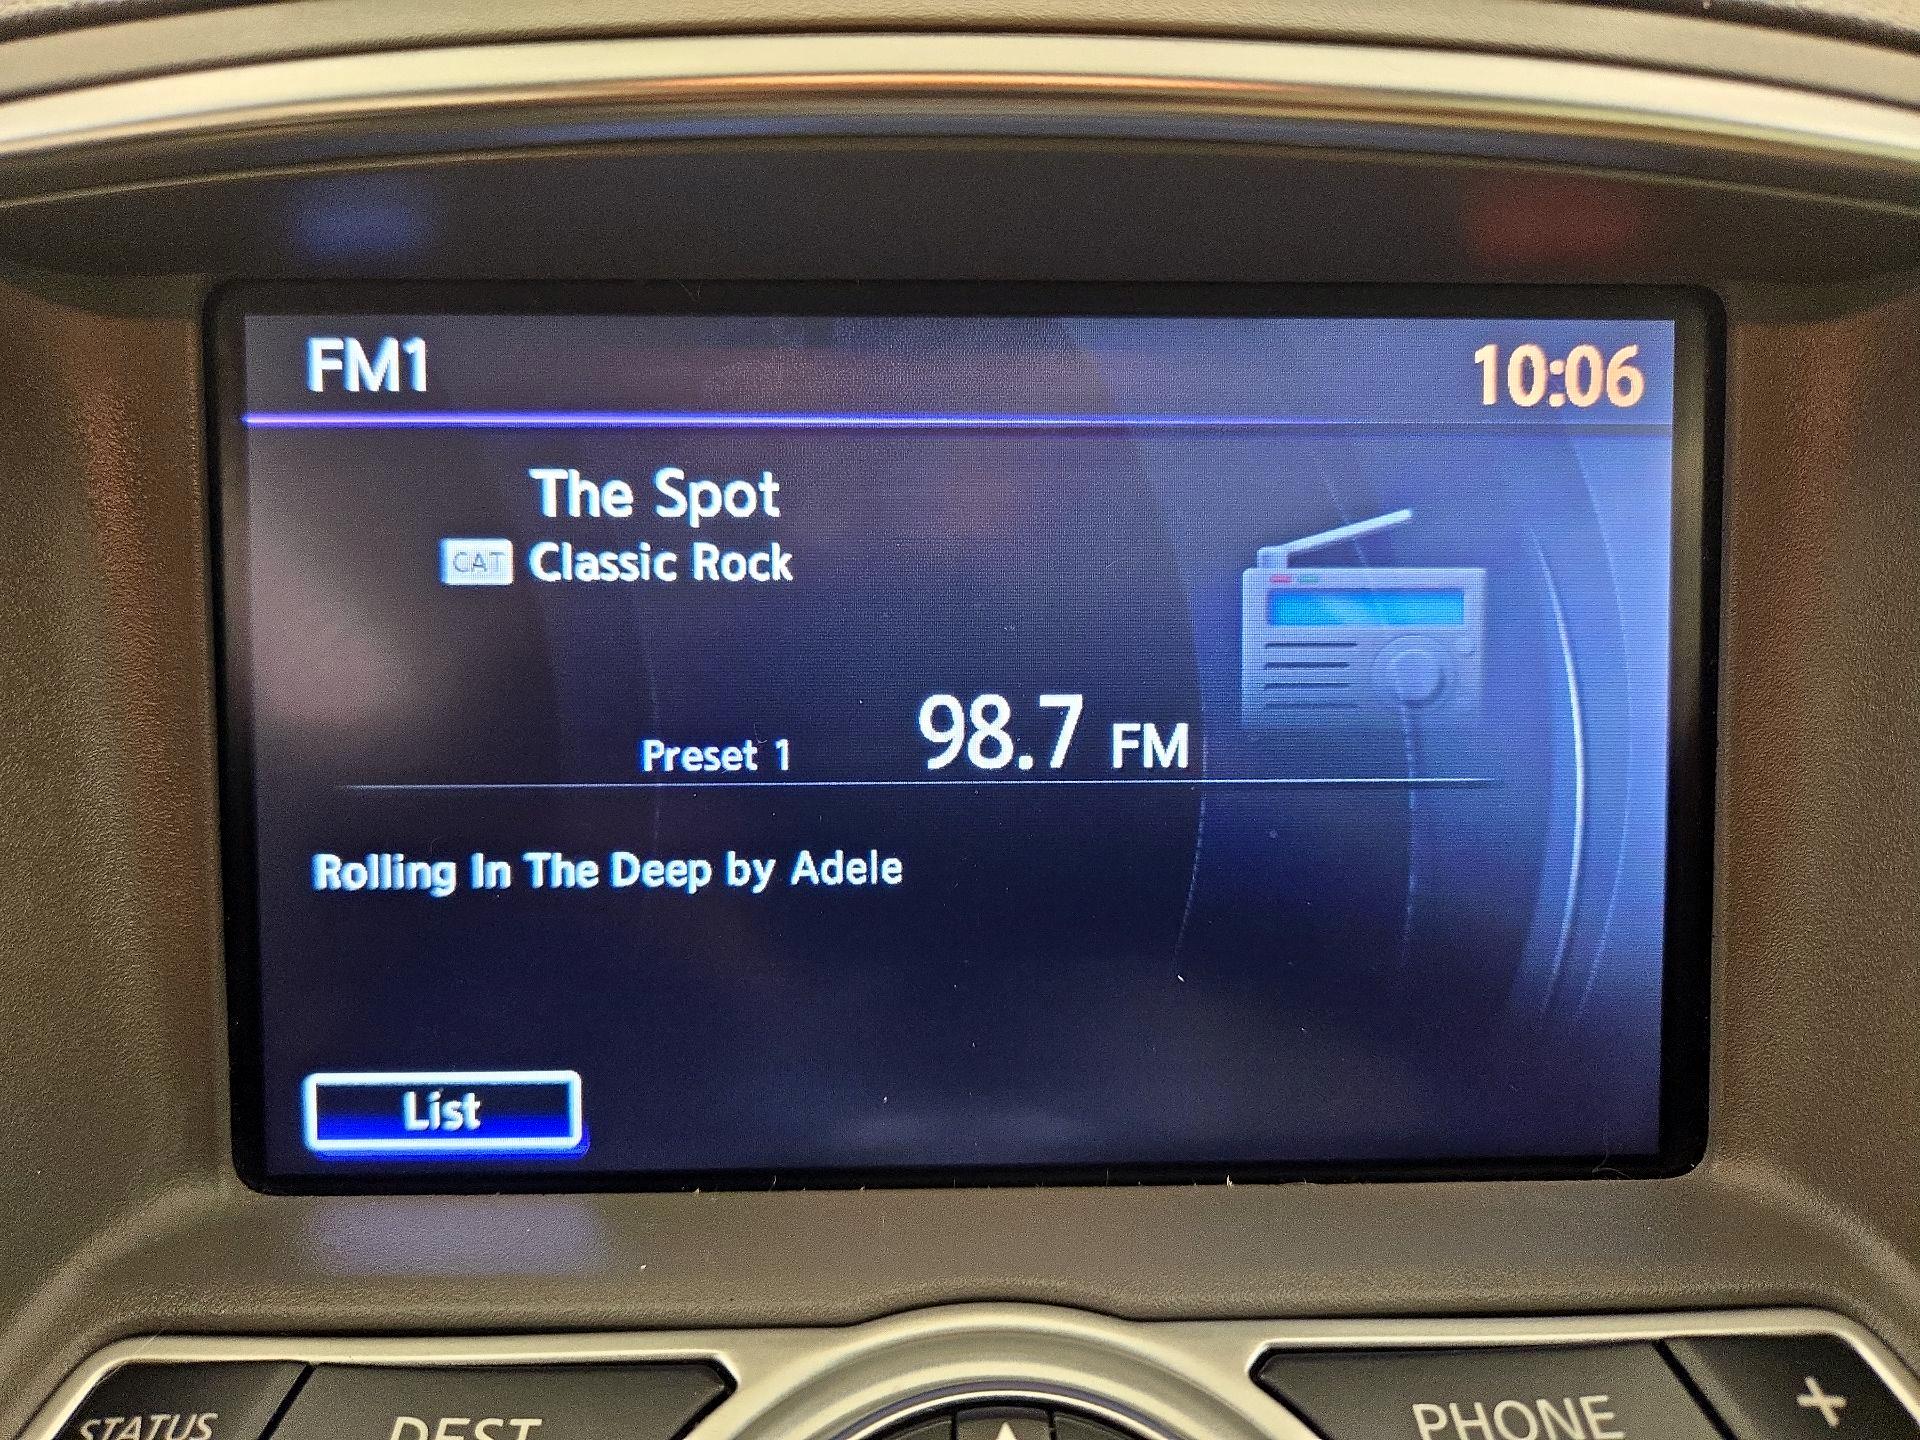 FM1 10:06
The Spot
CAT Classic Rock
Preset 1 98.7 FM
Rolling In The Deep by Adele
List
STATUS DEST PHONE +